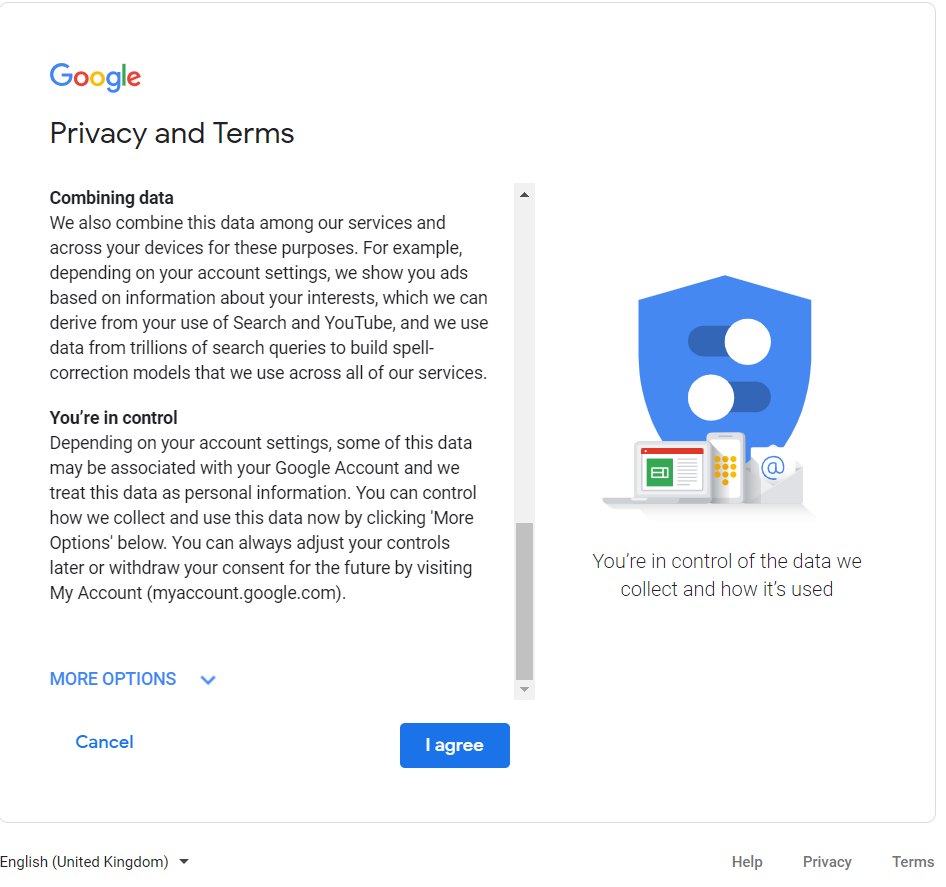 Google
Privacy and Terms
Combining data
We also combine this data among our services and
across your devices for these purposes. For example,
depending on your account settings, we show you ads
based on information about your interests, which we can
derive from your use of Search and YouTube, and we use
data from trillions of search queries to build spell-
correction models that we use across all of our services.
You’re in control
Depending on your account settings, some of this data
may be associated with your Google Account and we
treat this data as personal information. You can control
how we collect and use this data now by clicking 'More
Options' below. You can always adjust your controls
later or withdraw your consent for the future by visiting
My Account (myaccount.google.com).
MORE OPTIONS
Cancel
I agree
@
You’re in control of the data we
collect and how it’s used
English (United Kingdom)
Help
Privacy
Terms